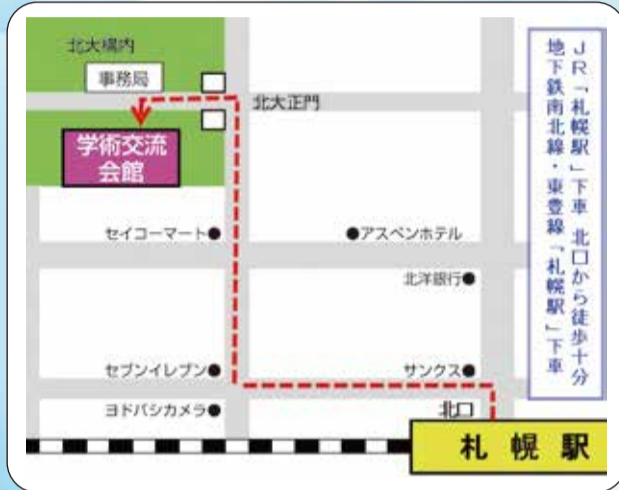 北大構内
事務局
北大正門
学術交流
会館
セイコーマート●
●アスペンホテル
北洋銀行●
セブンイレブン●
サンクス●
ヨドバシカメラ●
北口
札幌駅
JR「札幌駅」下車 北口から徒歩十分
地下鉄南北線・東豊線「札幌駅」下車